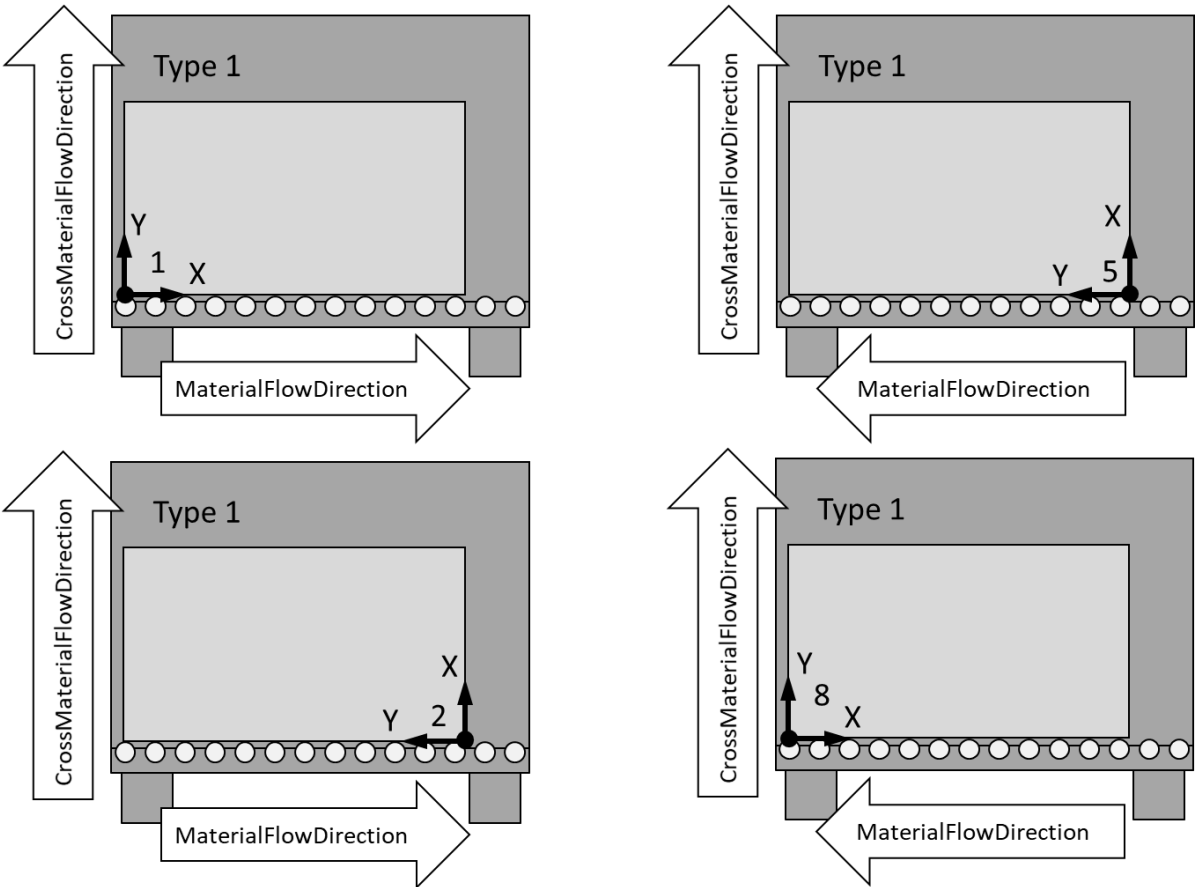 CrossMaterialFlowDirection
Type 1
Y
1
X
MaterialFlowDirection
CrossMaterialFlowDirection
Type 1
X
Y
5
MaterialFlowDirection
CrossMaterialFlowDirection
Type 1
X
Y
2
MaterialFlowDirection
CrossMaterialFlowDirection
Type 1
Y
8
X
MaterialFlowDirection